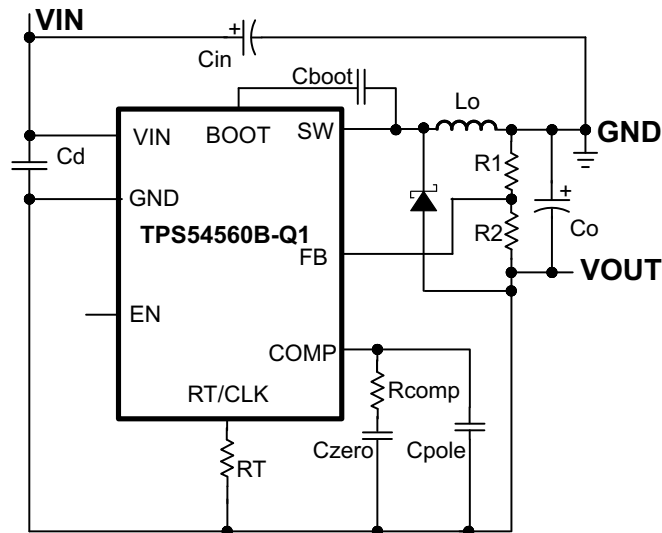 VIN
+
Cin
Cboot
Lo
VIN
BOOT
SW
GND
Cd
R1
GND
+
TPS54560B-Q1
R2
Co
FB
VOUT
EN
COMP
RT/CLK
Rcomp
Czero
Cpole
RT